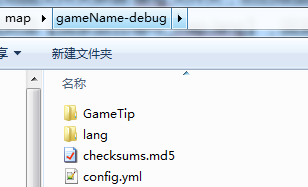 map ▸ gameName-debug ▸
享 ▼ 新建文件夹
名称
GameTip
lang
checksums.md5
config.yml